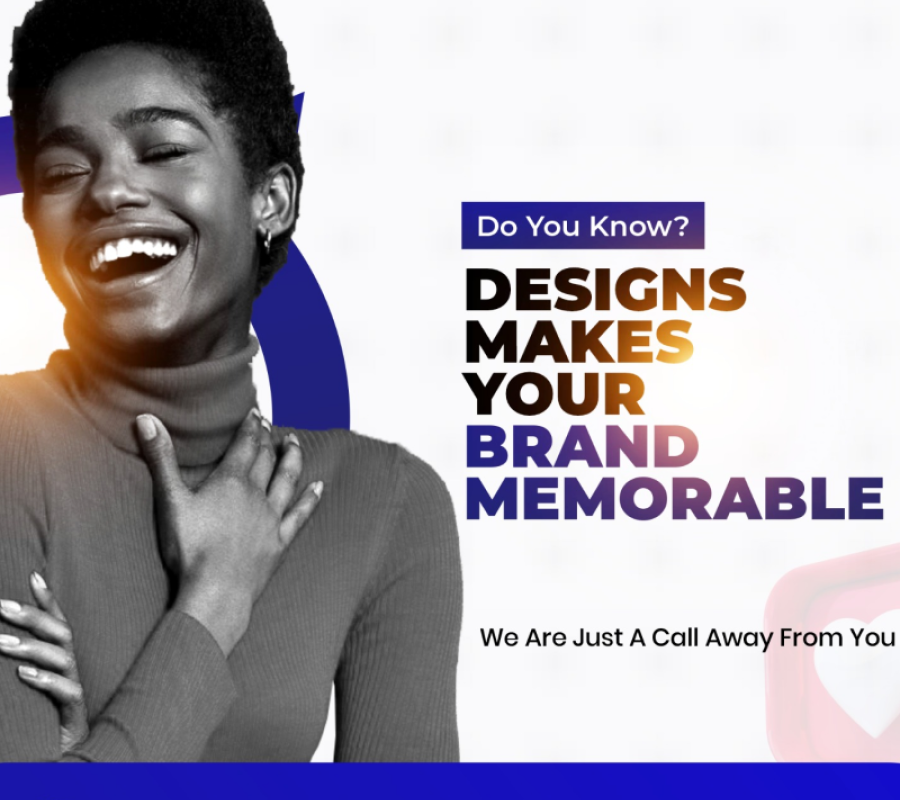 Do You Know?
DESIGNS
MAKES
YOUR
BRAND
MEMORABLE
We Are Just A Call Away From You